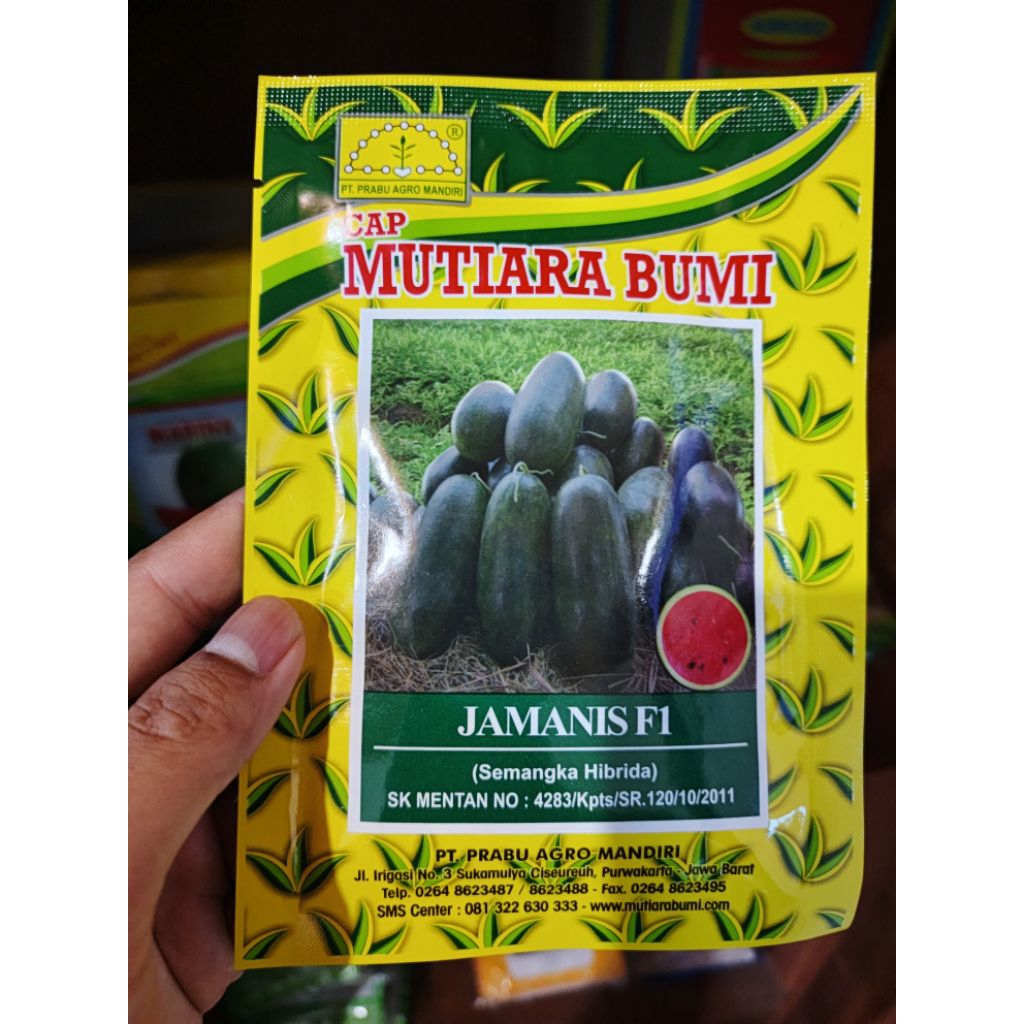 ®
PT. PRABU AGRO MANDIRI
CAP
MUTIARA BUMI
JAMANIS F1
(Semangka Hibrida)
SK MENTAN NO : 4283/Kpts/SR.120/10/2011
PT. PRABU AGRO MANDIRI
Jl. Irigasi No. 3 Sukamulya Ciseureuh, Purwakarta - Jawa Barat
Telp. 0264 8623487 / 8623488 - Fax. 0264 8623495
SMS Center : 081 322 630 333 - www.mutiarabumi.com